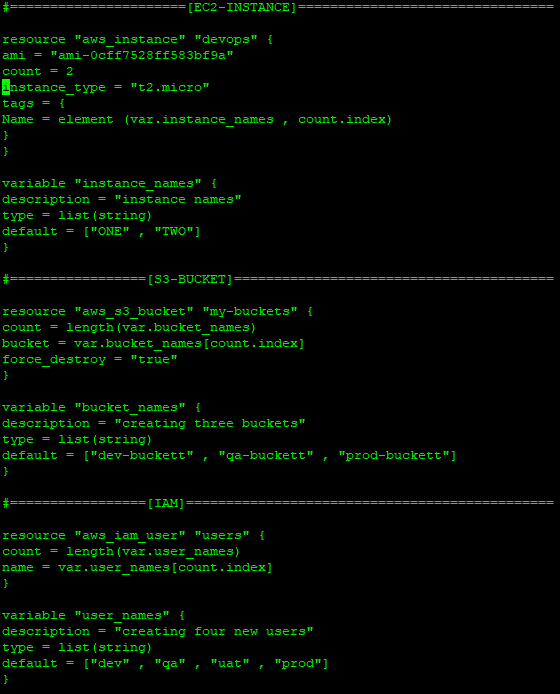 #======================[EC2-INSTANCE]================================
resource "aws_instance" "devops" {
ami = "ami-0cff7528ff583bf9a"
count = 2
instance_type = "t2.micro"
tags = {
Name = element (var.instance_names , count.index)
}
}
variable "instance_names" {
description = "instance names"
type = list(string)
default = ["ONE" , "TWO"]
}
#=================[S3-BUCKET]========================================
resource "aws_s3_bucket" "my-buckets" {
count = length(var.bucket_names)
bucket = var.bucket_names[count.index]
force_destroy = "true"
}
variable "bucket_names" {
description = "creating three buckets"
type = list(string)
default = ["dev-buckett" , "qa-buckett" , "prod-buckett"]
}
#=================[IAM]==============================================
resource "aws_iam_user" "users" {
count = length(var.user_names)
name = var.user_names[count.index]
}
variable "user_names" {
description = "creating four new users"
type = list(string)
default = ["dev" , "qa" , "uat" , "prod"]
}